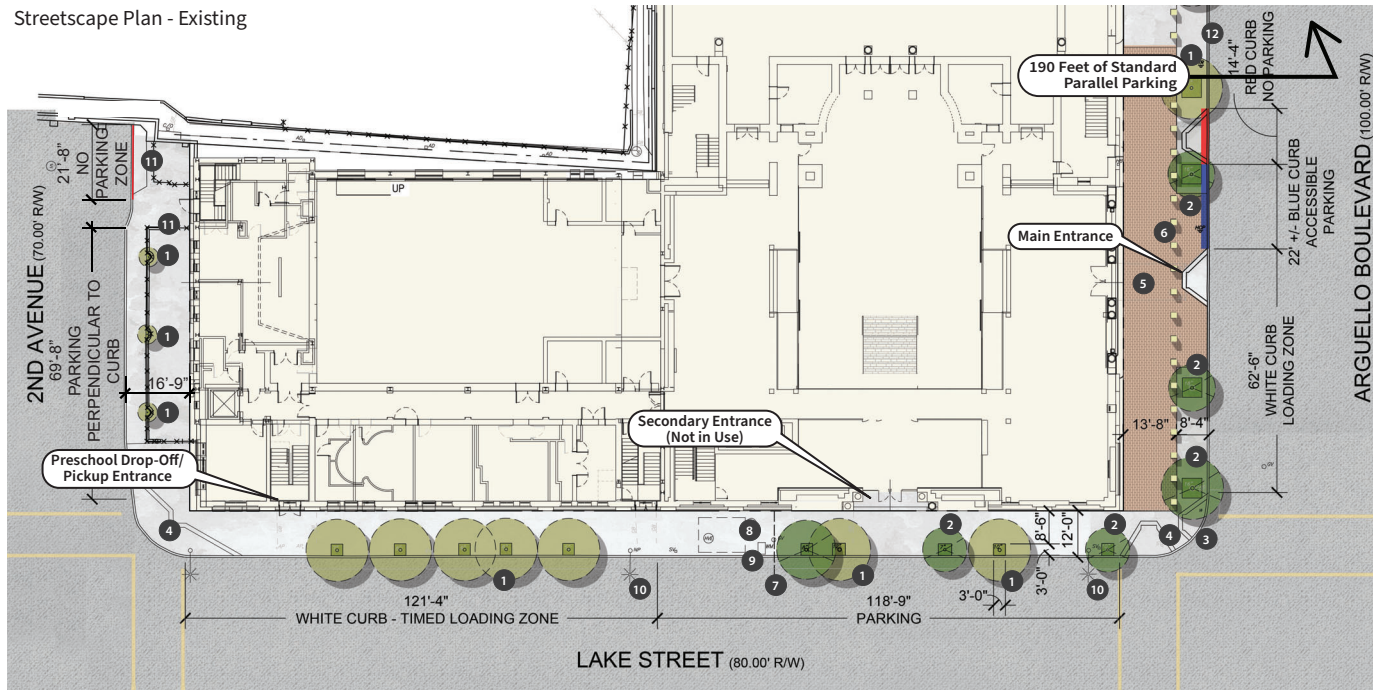 Streetscape Plan - Existing
12
1
14'-4"
RED CURB
NO PARKING
190 Feet of Standard
Parallel Parking
21'-8"
NO
PARKING
ZONE
11
UP
2
22' +/- BLUE CURB
ACCESSIBLE
PARKING
6
Main Entrance
5
11
1
1
1
2ND AVENUE (70.00' R/W)
69'-8"
PARKING
PERPENDICULAR TO
CURB
16'-9"
ARGUELLO BOULEVARD (100.00' R/W)
62'-6"
WHITE CURB
LOADING ZONE
2
13'-8"
8'-4"
2
Secondary Entrance
(Not in Use)
Preschool Drop-Off/
Pickup Entrance
4
8
9
7
1
1
2
1
8'-6"
12'-0"
3'-0"
3'-0"
2
4
3
10
10
121'-4"
WHITE CURB - TIMED LOADING ZONE
118'-9"
PARKING
LAKE STREET (80.00' R/W)